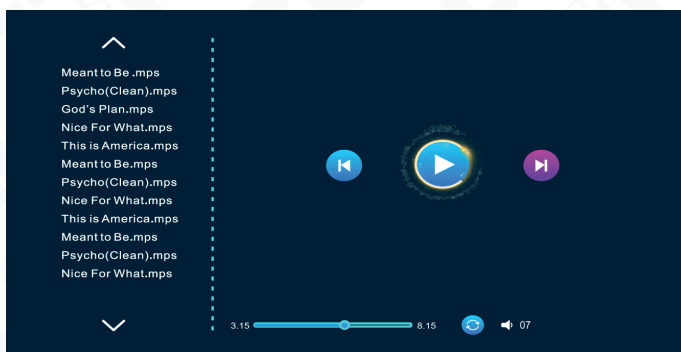 Meant to Be .mps
Psycho(Clean).mps
God's Plan.mps
Nice For What.mps
This is America.mps
Meant to Be.mps
Psycho(Clean).mps
Nice For What.mps
This is America.mps
Meant to Be.mps
Psycho(Clean).mps
Nice For What.mps
3.15 8.15 07